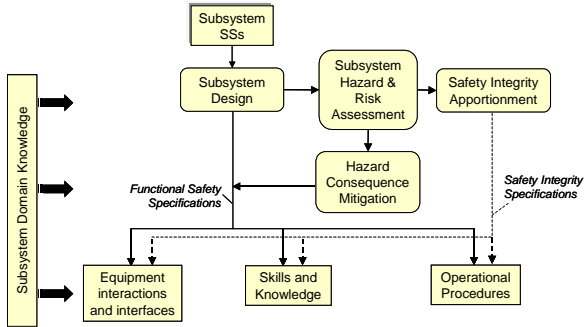 Subsystem
SSs
Subsystem
Design
Subsystem
Hazard &
Risk
Assessment
Safety Integrity
Apportionment
Hazard
Consequence
Mitigation
Functional Safety
Specifications
Safety Integrity
Specifications
Subsystem Domain Knowledge
Equipment
interactions
and interfaces
Skills and
Knowledge
Operational
Procedures